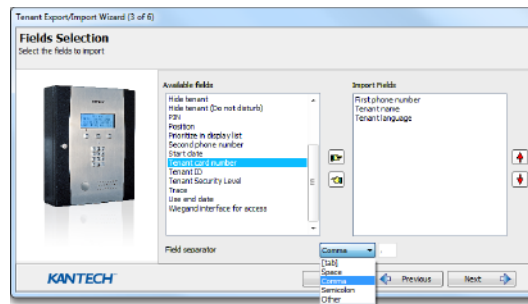 Tenant Export/Import Wizard (3 of 6)
Fields Selection
Select the fields to import
Available fields
Hide tenant
Hide tenant (Do not disturb)
PIN
Position
Prioritize in display list
Second phone number
Start date
Tenant card number
Tenant ID
Tenant Security Level
Trace
Use end date
Wiegand interface for access
Import Fields
First phone number
Tenant name
Tenant language
Field separator
Comma
[tab]
Space
Comma
Semicolon
Other
KANTECH
Previous
Next